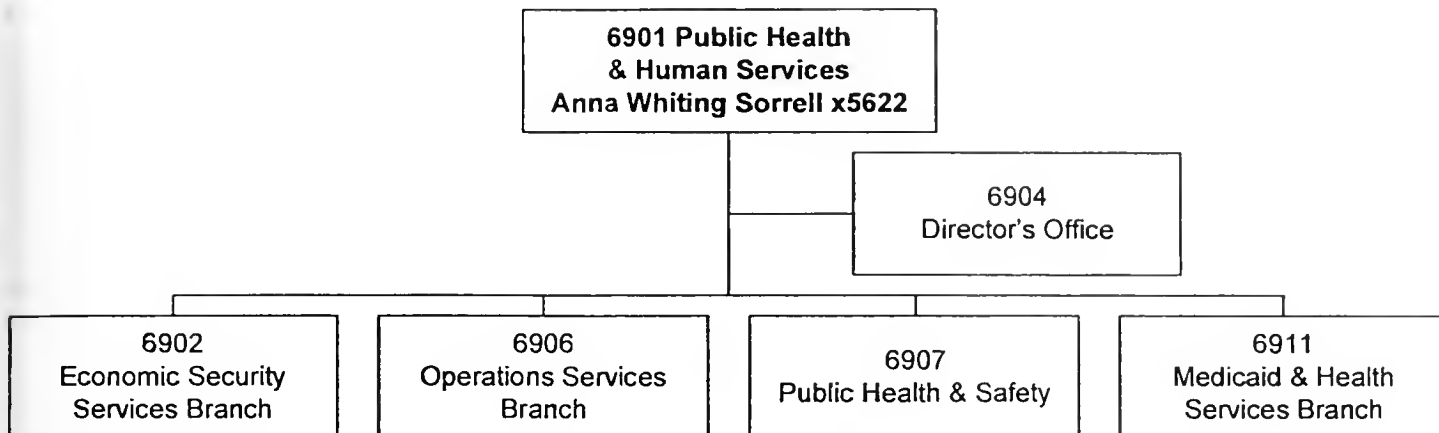 6901 Public Health
& Human Services
Anna Whiting Sorrell x5622
6904
Director's Office
6902
Economic Security
Services Branch
6906
Operations Services
Branch
6907
Public Health & Safety
6911
Medicaid & Health
Services Branch